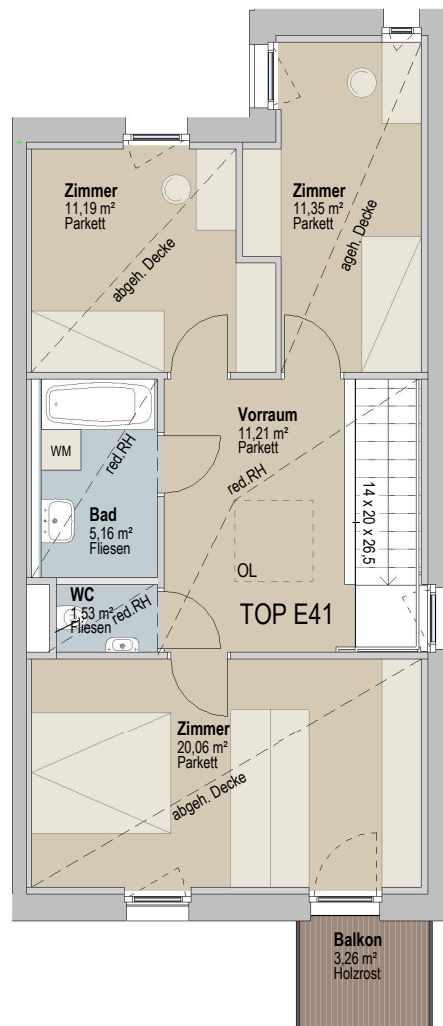 Zimmer
11,19 m²
Parkett
abgeh. Decke
Zimmer
11,35 m²
Parkett
ageh. Decke
Vorraum
11,21 m²
Parkett
red.RH
WM
red.RH
Bad
5,16 m²
Fliesen
14 x 20 x 26,5
OL
TOP E41
WC
1,53 m²
Fliesen
red.RH
Zimmer
20,06 m²
Parkett
abgeh. Decke
Balkon
3,26 m²
Holzrost